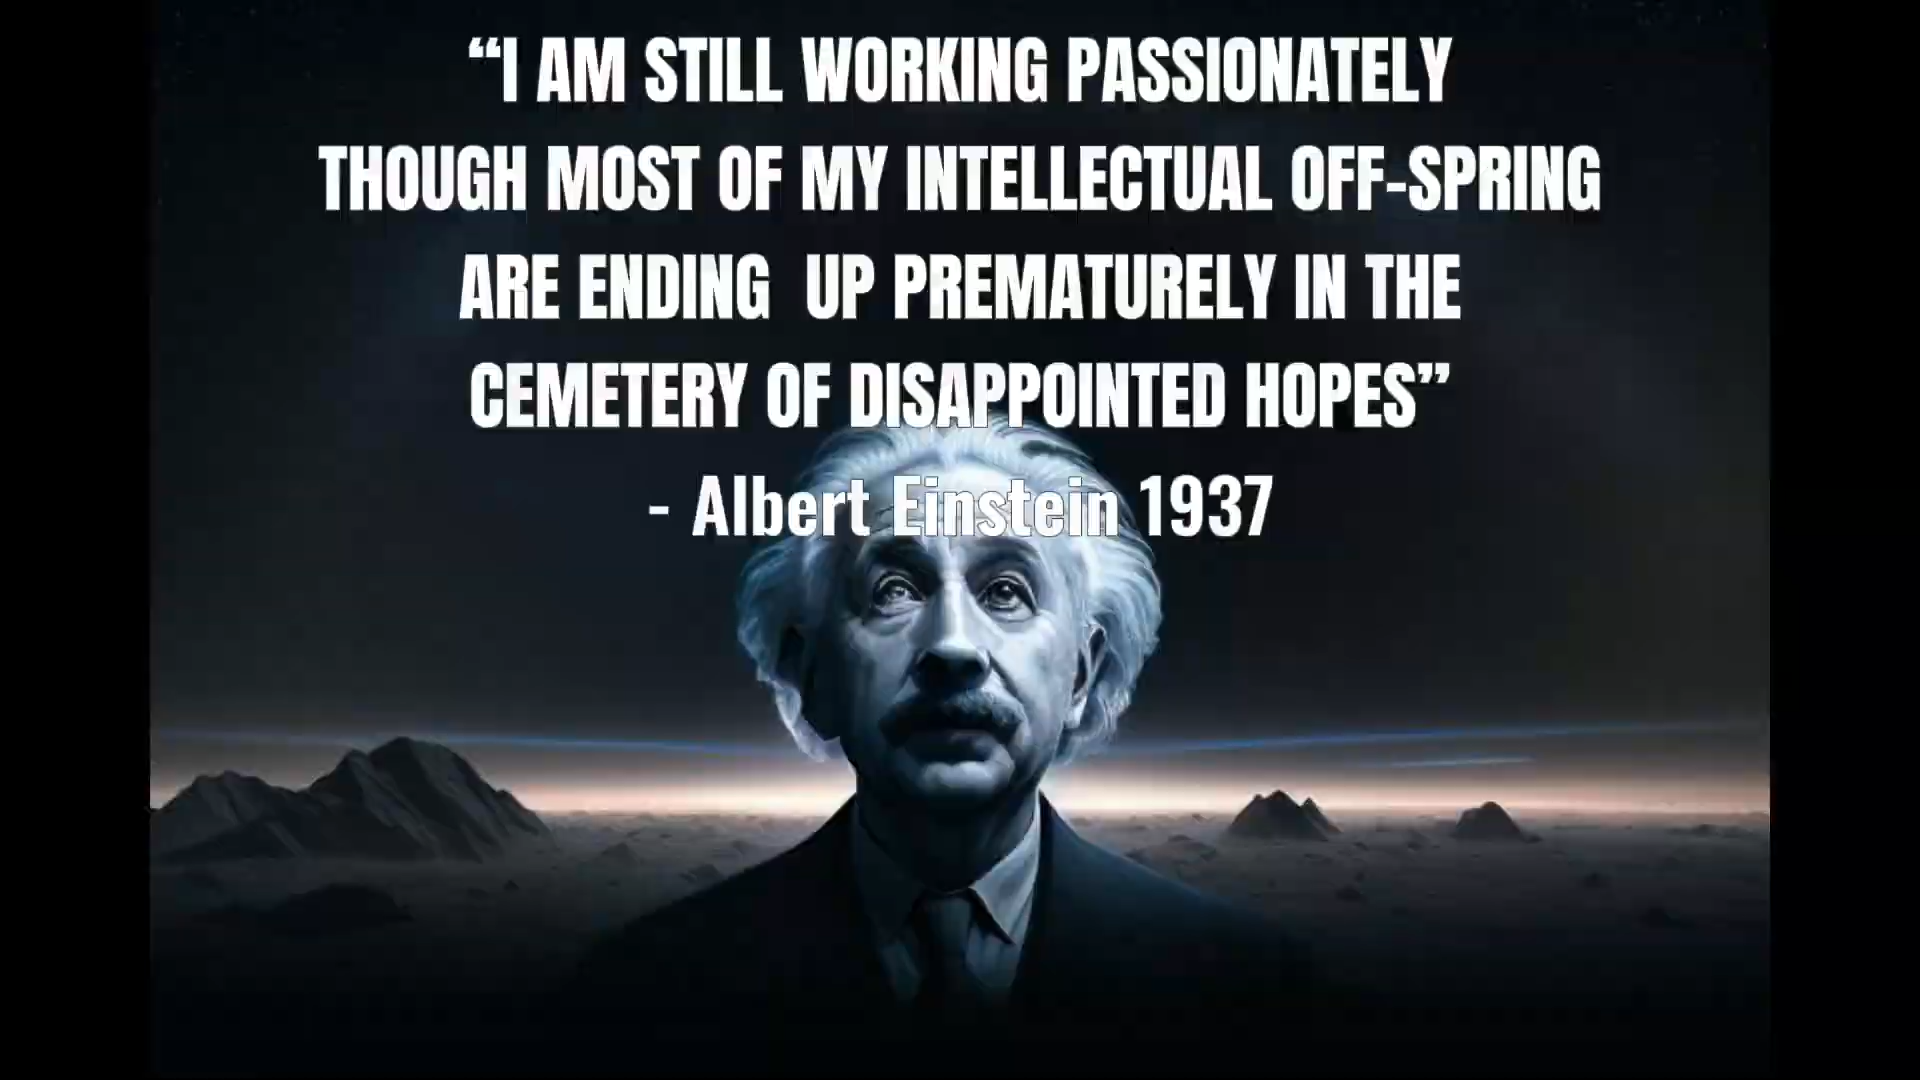 “I AM STILL WORKING PASSIONATELY
THOUGH MOST OF MY INTELLECTUAL OFF-SPRING
ARE ENDING  UP PREMATURELY IN THE
CEMETERY OF DISAPPOINTED HOPES”
- Albert Einstein 1937